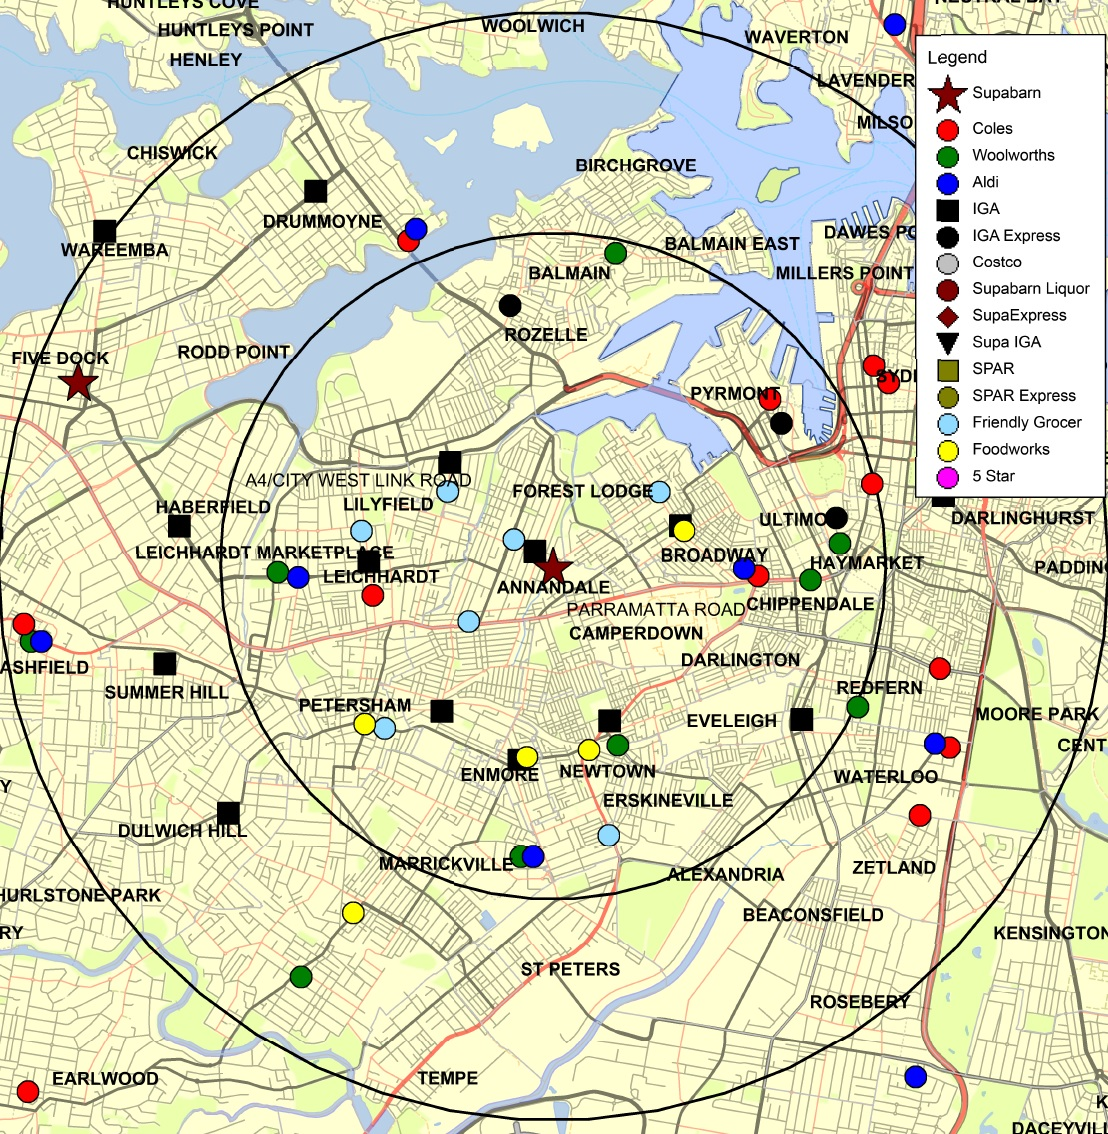 HUNTLEYS COVE
HUNTLEYS POINT
WOOLWICH
WAVERTON
HENLEY
LAVENDER
MILSO
CHISWICK
BIRCHGROVE
DRUMMOYNE
WAREEMBA
BALMAIN EAST
DAWES PO
BALMAIN
MILLERS POINT
ROZELLE
FIVE DOCK
RODD POINT
SYD
PYRMONT
A4/CITY WEST LINK ROAD
LILYFIELD
FOREST LODGE
HABERFIELD
ULTIMO
DARLINGHURST
LEICHHARDT MARKETPLACE
BROADWAY
HAYMARKET
PADDING
LEICHHARDT
ANNANDALE
PARRAMATTA ROAD
CHIPPENDALE
CAMPERDOWN
ASHFIELD
DARLINGTON
SUMMER HILL
REDFERN
PETERSHAM
EVELEIGH
MOORE PARK
CENT
ENMORE
NEWTOWN
WATERLOO
Y
ERSKINEVILLE
DULWICH HILL
MARRICKVILLE
ALEXANDRIA
ZETLAND
HURLSTONE PARK
BEACONSFIELD
RY
KENSINGTON
ST PETERS
ROSEBERY
EARLWOOD
TEMPE
K
DACEYVILL
Legend
Supabarn
Coles
Woolworths
Aldi
IGA
IGA Express
Costco
Supabarn Liquor
SupaExpress
Supa IGA
SPAR
SPAR Express
Friendly Grocer
Foodworks
5 Star